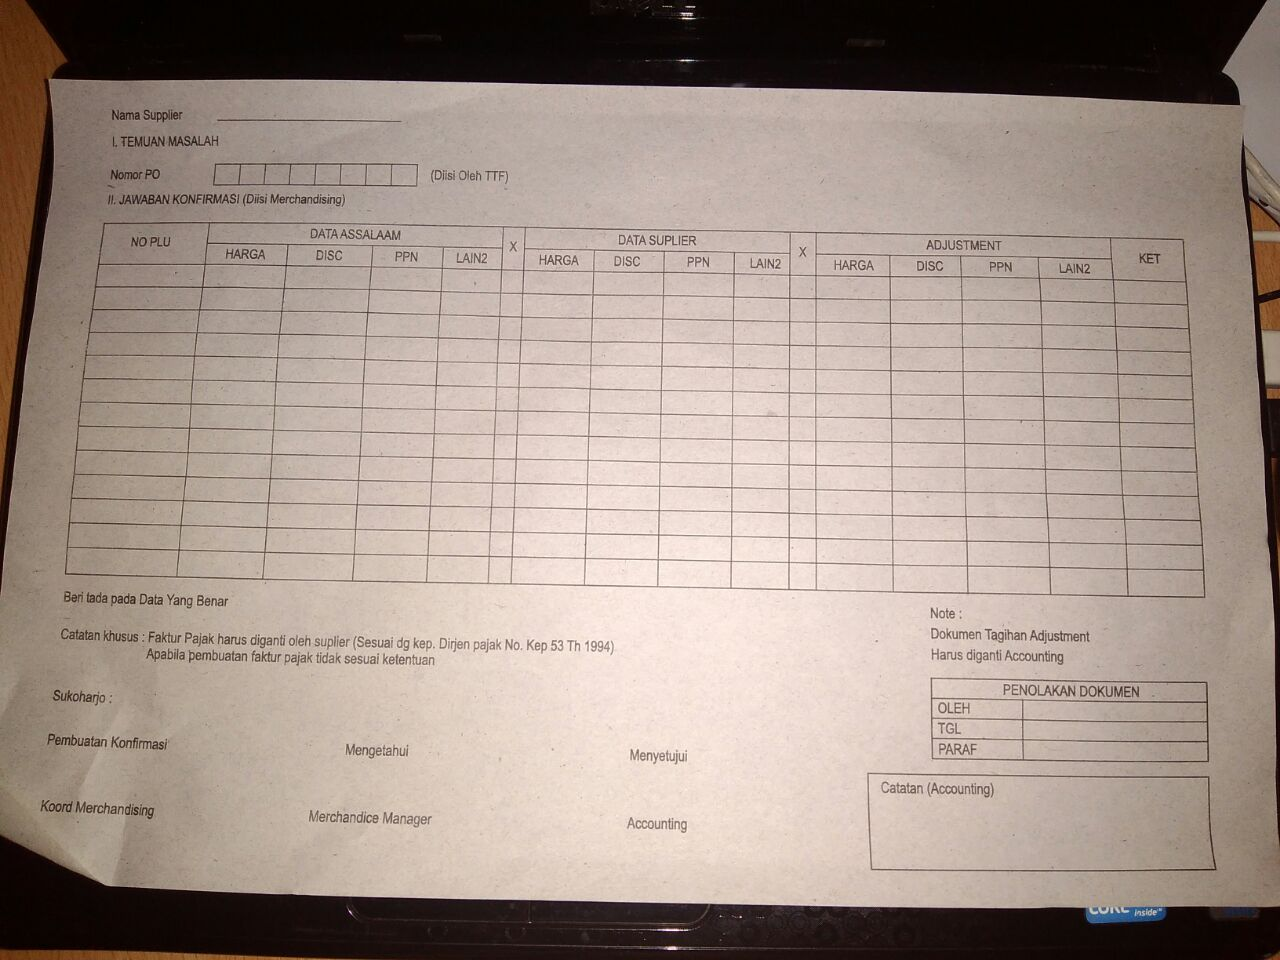 Nama Supplier
I. TEMUAN MASALAH
Nomor PO (Diisi Oleh TTF)
II. JAWABAN KONFIRMASI (Diisi Merchandising)
NO PLU DATA ASSALAAM X DATA SUPLIER X ADJUSTMENT KET
HARGA DISC PPN LAIN2 HARGA DISC PPN LAIN2 HARGA DISC PPN LAIN2
Beri tada pada Data Yang Benar
Catatan khusus : Faktur Pajak harus diganti oleh suplier (Sesuai dg kep. Dirjen pajak No. Kep 53 Th 1994)
Apabila pembuatan faktur pajak tidak sesuai ketentuan
Note :
Dokumen Tagihan Adjustment
Harus diganti Accounting
Sukoharjo :
PENOLAKAN DOKUMEN
OLEH
TGL
PARAF
Pembuatan Konfirmasi Mengetahui Menyetujui
Koord Merchandising Merchandice Manager Accounting
Catatan (Accounting)
CORE
inside™